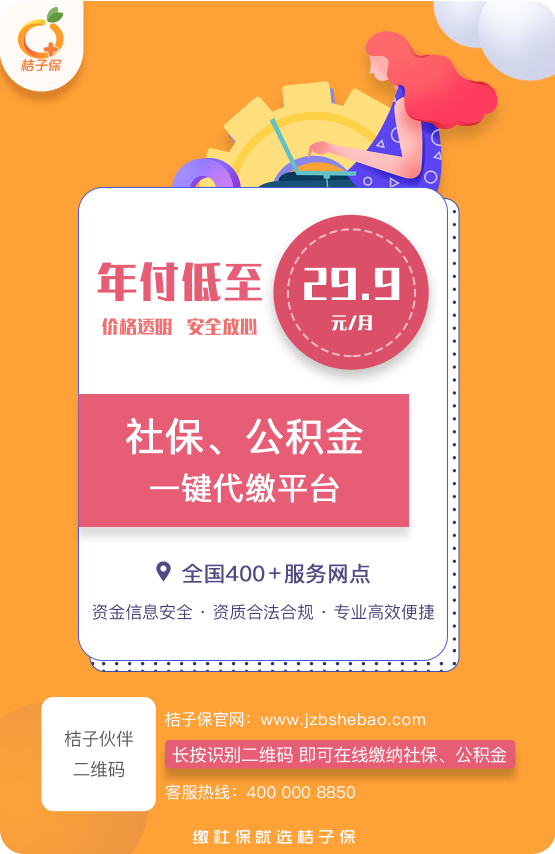 桔子保
年付低至
29.9
元/月
价格透明 安全放心
社保、公积金
一键代缴平台
全国400+服务网点
资金信息安全 · 资质合法合规 · 专业高效便捷
桔子伙伴
二维码
桔子保官网：www.jzbshebao.com
长按识别二维码 即可在线缴纳社保、公积金
客服热线：400 000 8850
缴社保就选桔子保